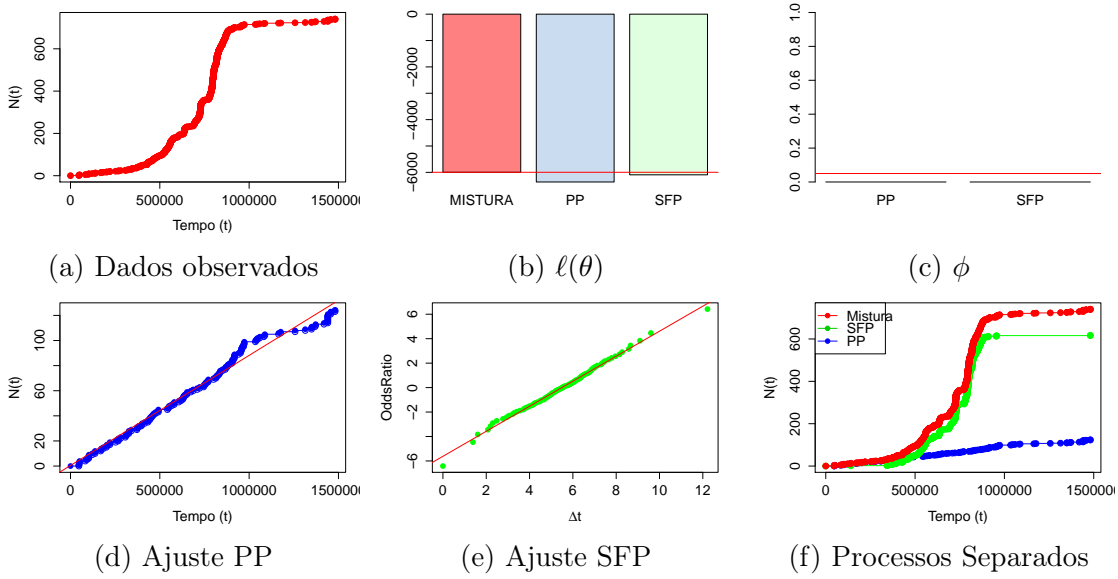 N(t)
0 200 400 600
0 500000 1000000 1500000
Tempo (t)
(a) Dados observados
0 -2000 -4000 -6000
MISTURA PP SFP
(b) ℓ(θ)
0.0 0.2 0.4 0.6 0.8 1.0
PP SFP
(c) ϕ
N(t)
0 20 40 60 100
0 500000 1000000 1500000
Tempo (t)
(d) Ajuste PP
OddsRatio
-6 -2 0 2 4 6
0 2 4 6 8 10 12
Δt
(e) Ajuste SFP
Mistura
SFP
PP
N(t)
0 200 400 600
0 500000 1000000 1500000
Tempo (t)
(f) Processos Separados